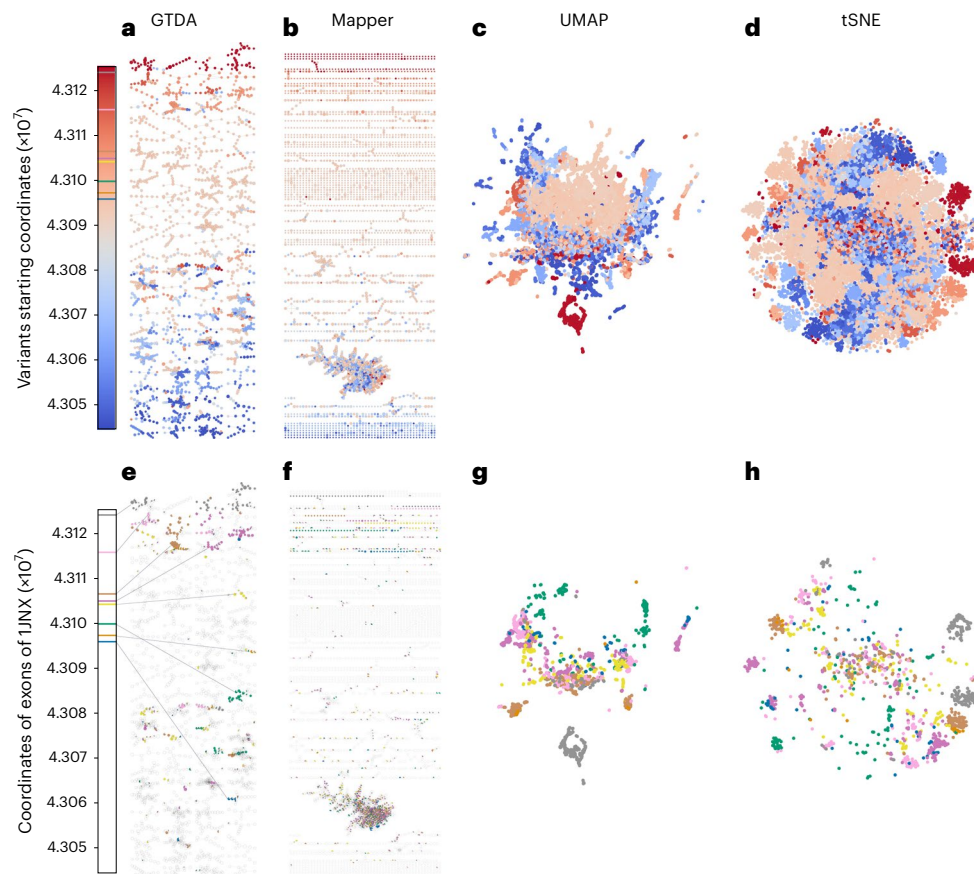 a GTDA
b Mapper
c UMAP
d tSNE
Variants starting coordinates (×10⁷)
4.312
4.311
4.310
4.309
4.308
4.307
4.306
4.305
e
f
g
h
Coordinates of exons of 1JNX (×10⁷)
4.312
4.311
4.310
4.309
4.308
4.307
4.306
4.305